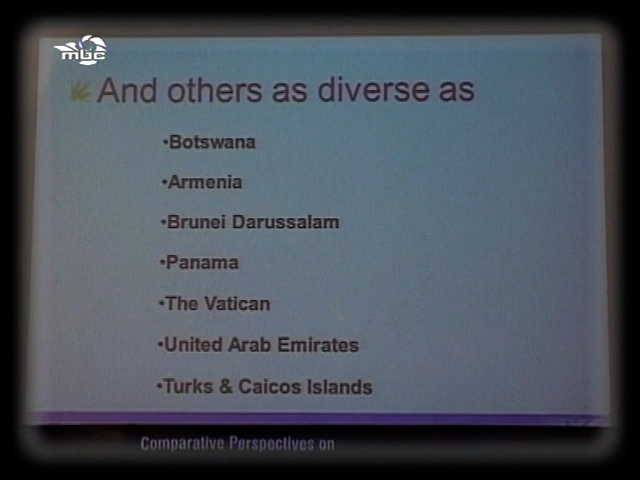 mbc
And others as diverse as
•Botswana
•Armenia
•Brunei Darussalam
•Panama
•The Vatican
•United Arab Emirates
•Turks & Caicos Islands
Comparative Perspectives on